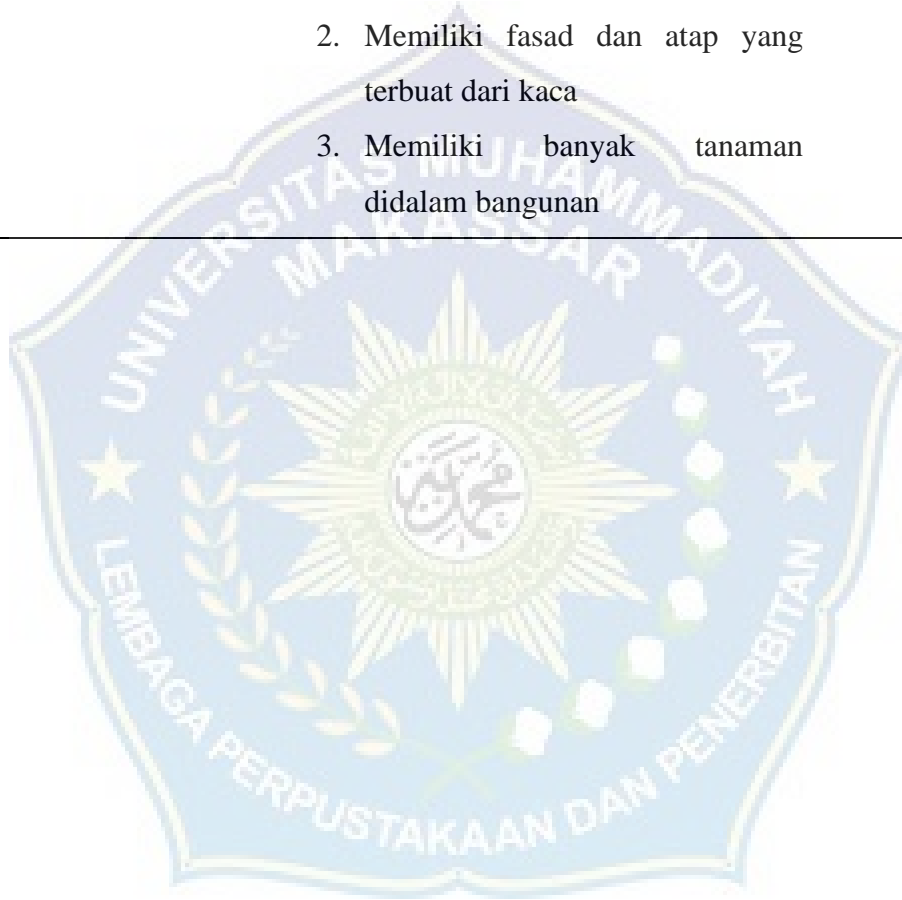 2. Memiliki fasad dan atap yang
terbuat dari kaca
3. Memiliki banyak tanaman
didalam bangunan
UNIVERSITAS MUHAMMADIYAH
MAKASSAR
LEMBAGA PERPUSTAKAAN DAN PENERBITAN